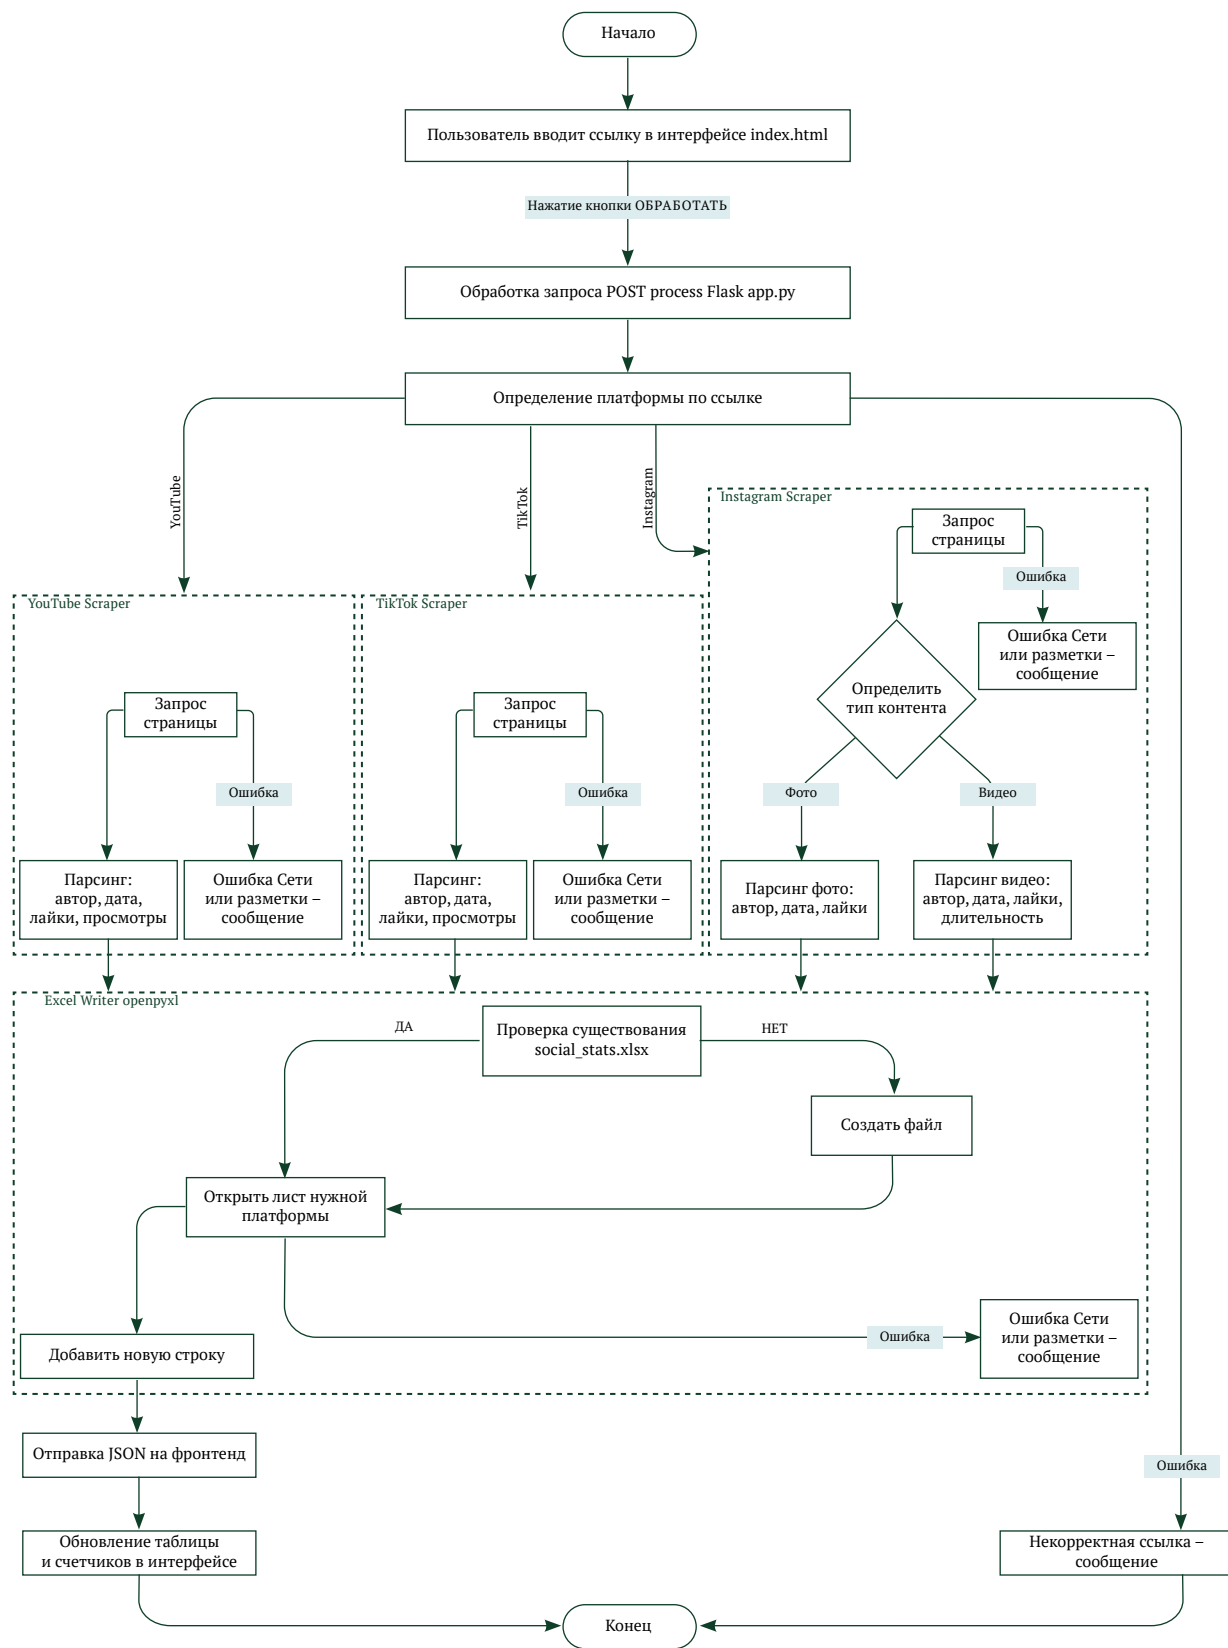 Начало
Пользователь вводит ссылку в интерфейсе index.html
Нажатие кнопки ОБРАБОТАТЬ
Обработка запроса POST process Flask app.py
Определение платформы по ссылке
YouTube
TikTok
Instagram
Instagram Scraper
Запрос
страницы
Ошибка
Ошибка Сети
или разметки –
сообщение
Определить
тип контента
Фото
Видео
Парсинг фото:
автор, дата, лайки
Парсинг видео:
автор, дата, лайки,
длительность
YouTube Scraper
Запрос
страницы
Ошибка
Парсинг:
автор, дата,
лайки, просмотры
Ошибка Сети
или разметки –
сообщение
TikTok Scraper
Запрос
страницы
Ошибка
Парсинг:
автор, дата,
лайки, просмотры
Ошибка Сети
или разметки –
сообщение
Excel Writer openpyxl
Проверка существования
social_stats.xlsx
ДА
НЕТ
Создать файл
Открыть лист нужной
платформы
Ошибка
Ошибка Сети
или разметки –
сообщение
Добавить новую строку
Отправка JSON на фронтенд
Обновление таблицы
и счетчиков в интерфейсе
Ошибка
Некорректная ссылка –
сообщение
Конец